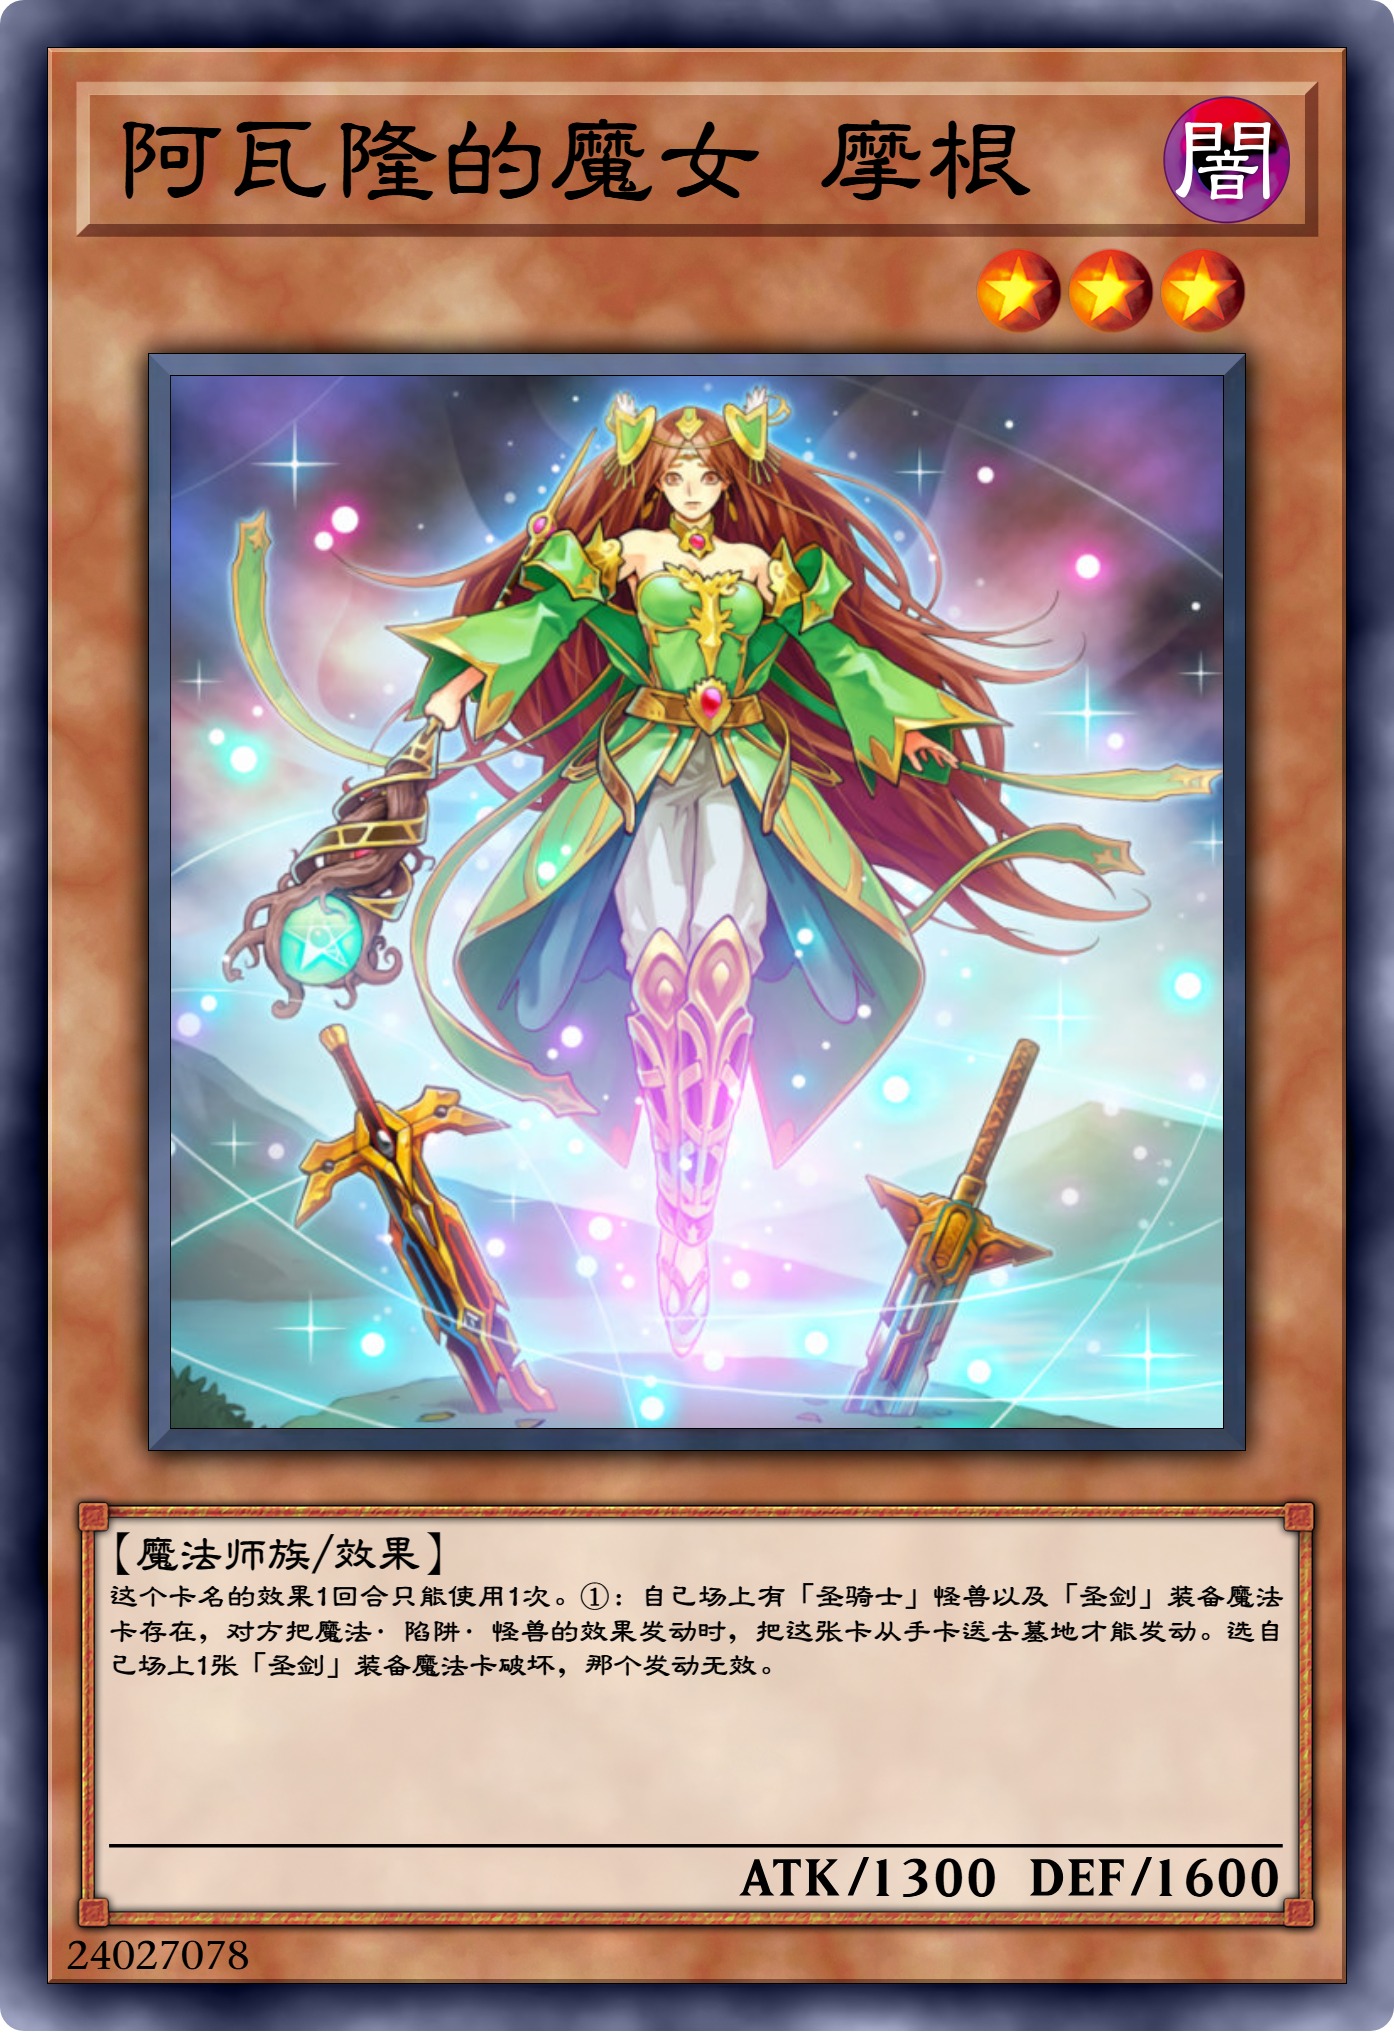 阿瓦隆的魔女 摩根
闇
【魔法师族/效果】
这个卡名的效果1回合只能使用1次。①：自己场上有「圣骑士」怪兽以及「圣剑」装备魔法
卡存在，对方把魔法·陷阱·怪兽的效果发动时，把这张卡从手卡送去墓地才能发动。选自
己场上1张「圣剑」装备魔法卡破坏，那个发动无效。
ATK/1300 DEF/1600
24027078